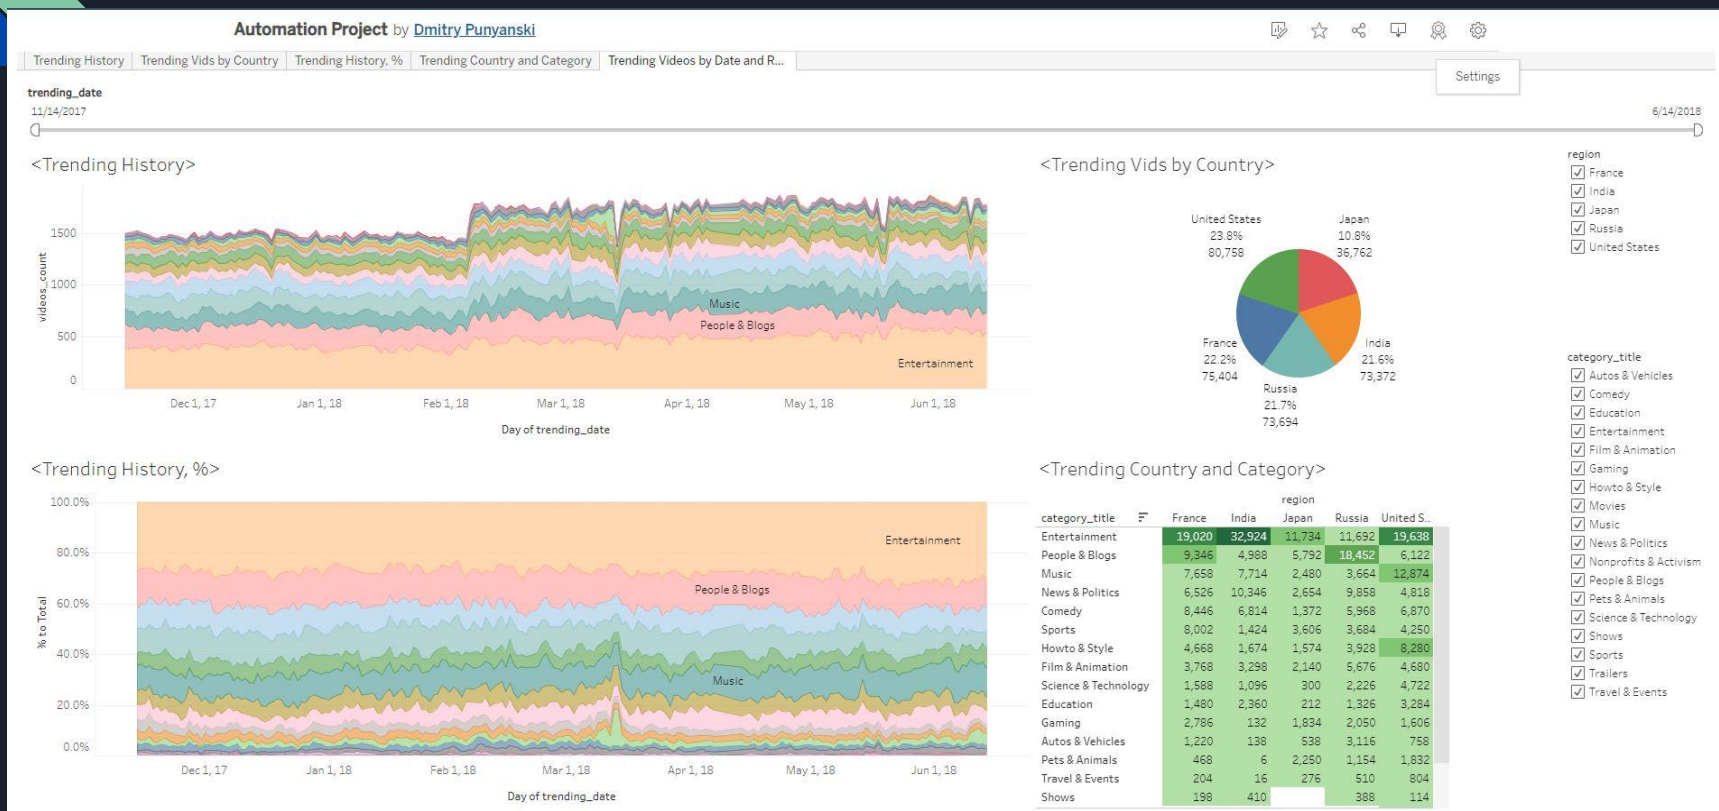 Automation Project by Dmitry Punyanski
Trending History Trending Vids by Country Trending History, % Trending Country and Category Trending Videos by Date and R...
Settings
trending_date
11/14/2017 6/14/2018
<Trending History>
1500
1000
500
0
videos_count
Music
People & Blogs
Entertainment
Dec 1, 17 Jan 1, 18 Feb 1, 18 Mar 1, 18 Apr 1, 18 May 1, 18 Jun 1, 18
Day of trending_date
<Trending Vids by Country>
United States
23.8%
80,758
Japan
10.8%
36,762
France
22.2%
75,404
India
21.6%
73,372
Russia
21.7%
73,694
region
France
India
Japan
Russia
United States
<Trending History, %>
100.0%
80.0%
60.0%
40.0%
20.0%
0.0%
% to Total
Entertainment
People & Blogs
Music
Dec 1, 17 Jan 1, 18 Feb 1, 18 Mar 1, 18 Apr 1, 18 May 1, 18 Jun 1, 18
Day of trending_date
<Trending Country and Category>
region
category_title France India Japan Russia United S..
Entertainment 19,020 32,924 11,734 11,692 19,638
People & Blogs 9,346 4,988 5,792 18,452 6,122
Music 7,658 7,714 2,480 3,664 12,874
News & Politics 6,526 10,346 2,654 9,858 4,818
Comedy 8,446 6,814 1,372 5,968 6,870
Sports 8,002 1,424 3,606 3,684 4,250
Howto & Style 4,668 1,674 1,574 3,928 8,280
Film & Animation 3,768 3,298 2,140 5,676 4,680
Science & Technology 1,588 1,096 300 2,226 4,722
Education 1,480 2,360 212 1,326 3,284
Gaming 2,786 132 1,834 2,050 1,606
Autos & Vehicles 1,220 138 538 3,116 758
Pets & Animals 468 6 2,250 1,154 1,832
Travel & Events 204 16 276 510 804
Shows 198 410 388 114
category_title
Autos & Vehicles
Comedy
Education
Entertainment
Film & Animation
Gaming
Howto & Style
Movies
Music
News & Politics
Nonprofits & Activism
People & Blogs
Pets & Animals
Science & Technology
Shows
Sports
Trailers
Travel & Events